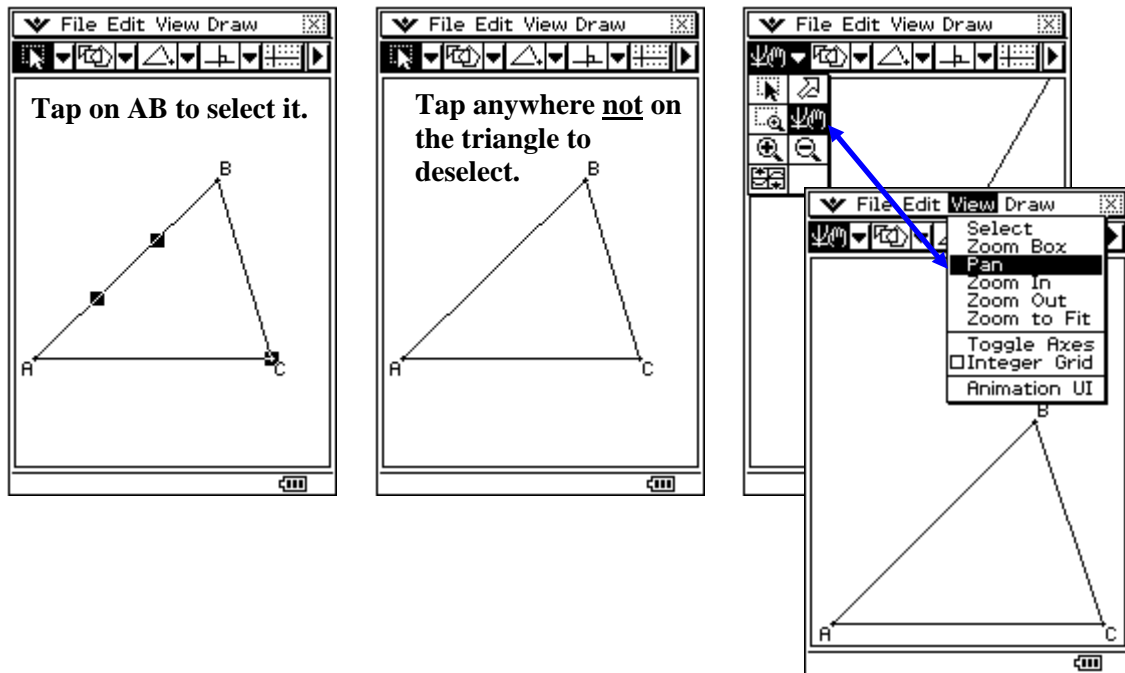 File Edit View Draw
Tap on AB to select it.
B
A
C
File Edit View Draw
Tap anywhere not on
the triangle to
deselect.
B
A
C
File Edit View Draw
File Edit View Draw
Select
Zoom Box
Pan
Zoom In
Zoom Out
Zoom to Fit
Toggle Axes
Integer Grid
Animation UI
B
A
C